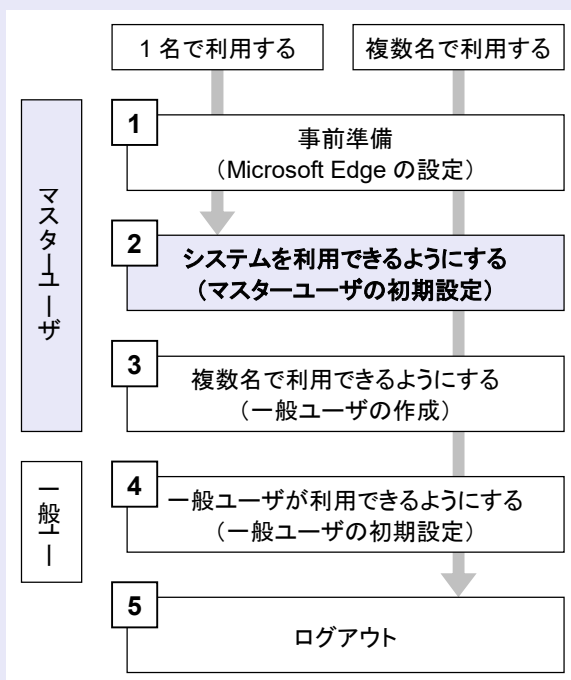 1 名で利用する
複数名で利用する
マスターユーザ
1
事前準備
(Microsoft Edge の設定)
2
システムを利用できるようにする
(マスターユーザの初期設定)
3
複数名で利用できるようにする
(一般ユーザの作成)
一般ユー
4
一般ユーザが利用できるようにする
(一般ユーザの初期設定)
5
ログアウト